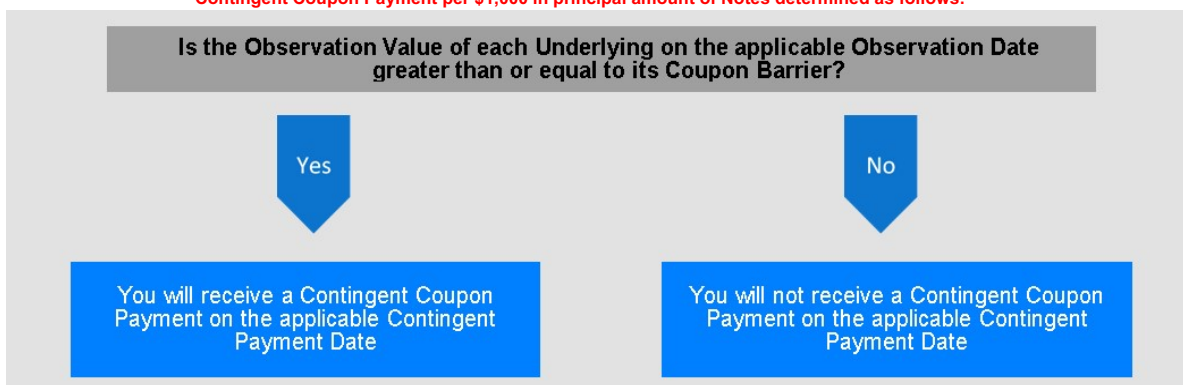 Contingent Coupon Payment per $1,000 in principal amount of Notes determined as follows:
Is the Observation Value of each Underlying on the applicable Observation Date
greater than or equal to its Coupon Barrier?
Yes
No
You will receive a Contingent Coupon
Payment on the applicable Contingent
Payment Date
You will not receive a Contingent Coupon
Payment on the applicable Contingent
Payment Date